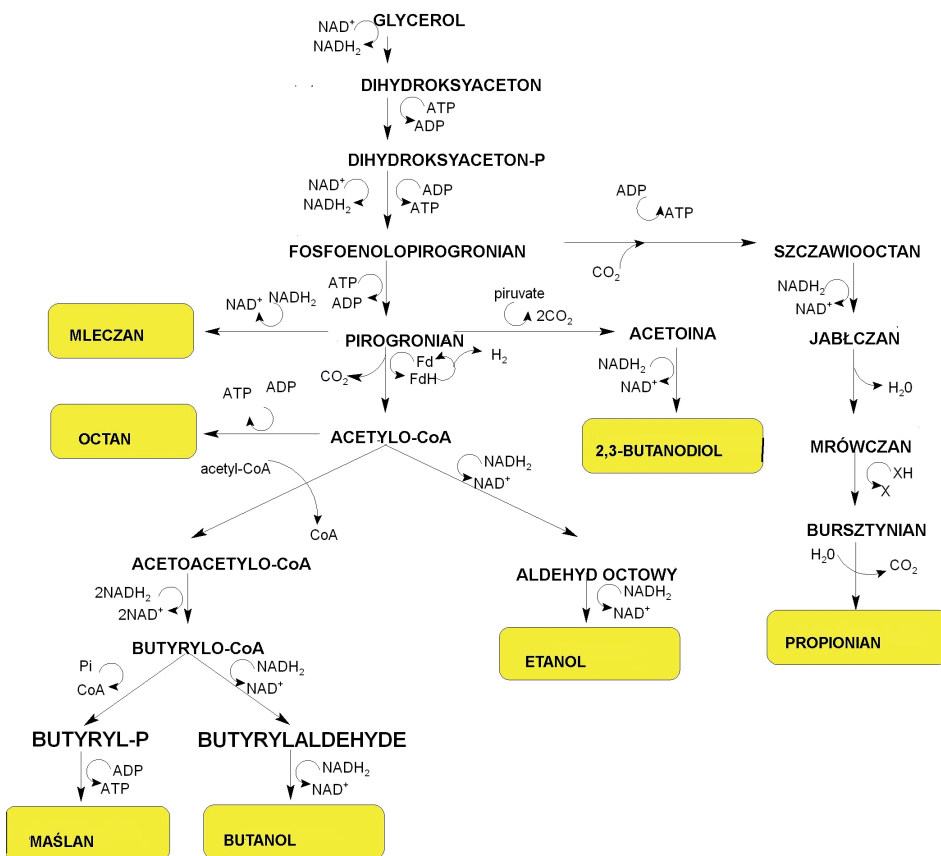 GLYCEROL
NAD⁺
NADH₂
DIHYDROKSYACETON
ATP
ADP
DIHYDROKSYACETON-P
NAD⁺
NADH₂
ADP
ATP
ADP
ATP
FOSFOENOLOPIROGRONIAN
CO₂
SZCZAWIOOCTAN
ATP
ADP
NADH₂
NAD⁺
NAD⁺
NADH₂
piruvate
2CO₂
MLECZAN
PIROGRONIAN
ACETOINA
JABŁCZAN
Fd
FdH
H₂
CO₂
NADH₂
NAD⁺
H₂0
ATP
ADP
OCTAN
ACETYLO-CoA
2,3-BUTANODIOL
MRÓWCZAN
acetyl-CoA
NADH₂
NAD⁺
XH
X
CoA
BURSZTYNIAN
H₂0
CO₂
ACETOACETYLO-CoA
ALDEHYD OCTOWY
2NADH₂
2NAD⁺
NADH₂
NAD⁺
BUTYRYLO-CoA
ETANOL
PROPIONIAN
Pi
CoA
NADH₂
NAD⁺
BUTYRYL-P
BUTYRYLALDEHYDE
ADP
ATP
NADH₂
NAD⁺
MAŚLAN
BUTANOL